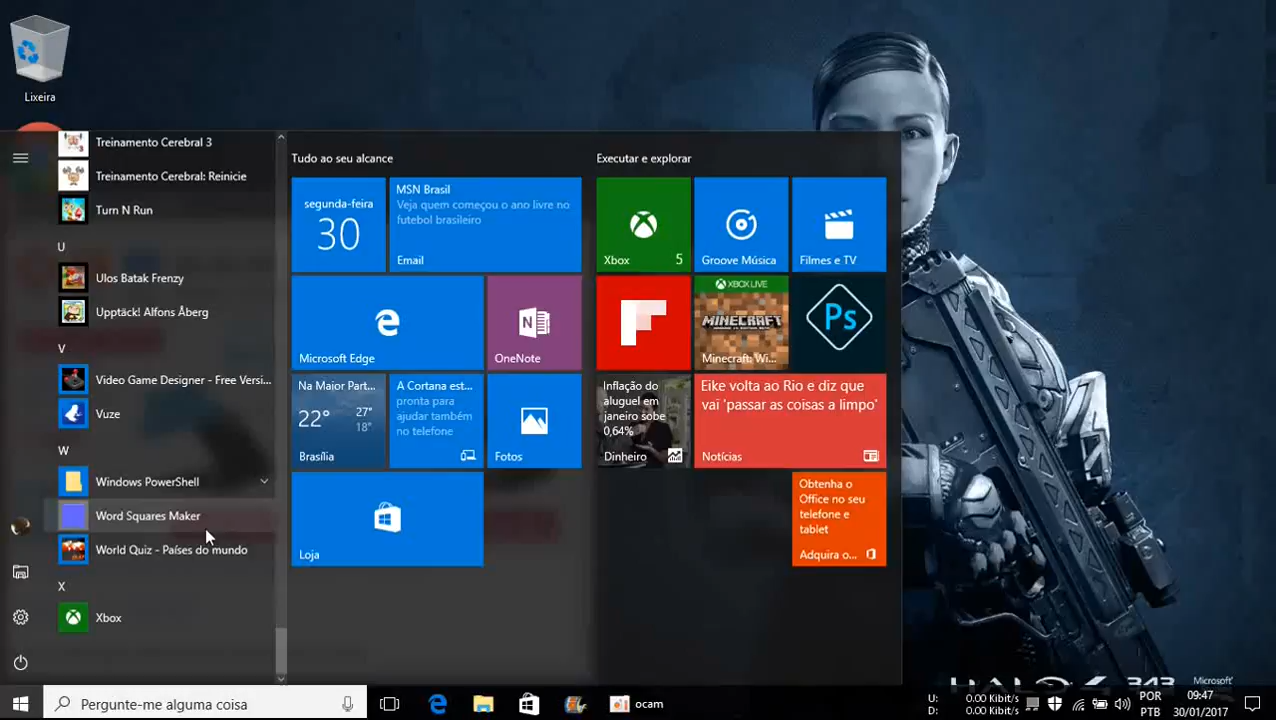 Lixeira
Treinamento Cerebral 3
Treinamento Cerebral: Reinicie
Turn N Run
U
Ulos Batak Frenzy
Upptäck! Alfons Åberg
V
Video Game Designer - Free Versi...
Vuze
W
Windows PowerShell
Word Squares Maker
World Quiz - Países do mundo
X
Xbox
Tudo ao seu alcance
segunda-feira
30
MSN Brasil
Veja quem começou o ano livre no
futebol brasileiro
Email
Microsoft Edge
N
OneNote
Na Maior Part...
22°
27°
18°
Brasília
A Cortana est...
pronta para
ajudar também
no telefone
Fotos
Loja
Executar e explorar
Xbox 5
Groove Música
Filmes e TV
XBOX LIVE
MINECRAFT
Minecraft: Wi...
Ps
Inflação do
aluguel em
janeiro sobe
0,64%
Dinheiro
Eike volta ao Rio e diz que
vai 'passar as coisas a limpo'
Notícias
Obtenha o
Office no seu
telefone e
tablet
Adquira o...
HALO 4 343
Microsoft
Pergunte-me alguma coisa
ocam
U: 0.00 Kibit/s
D: 0.00 Kibit/s
POR
PTB
09:47
30/01/2017